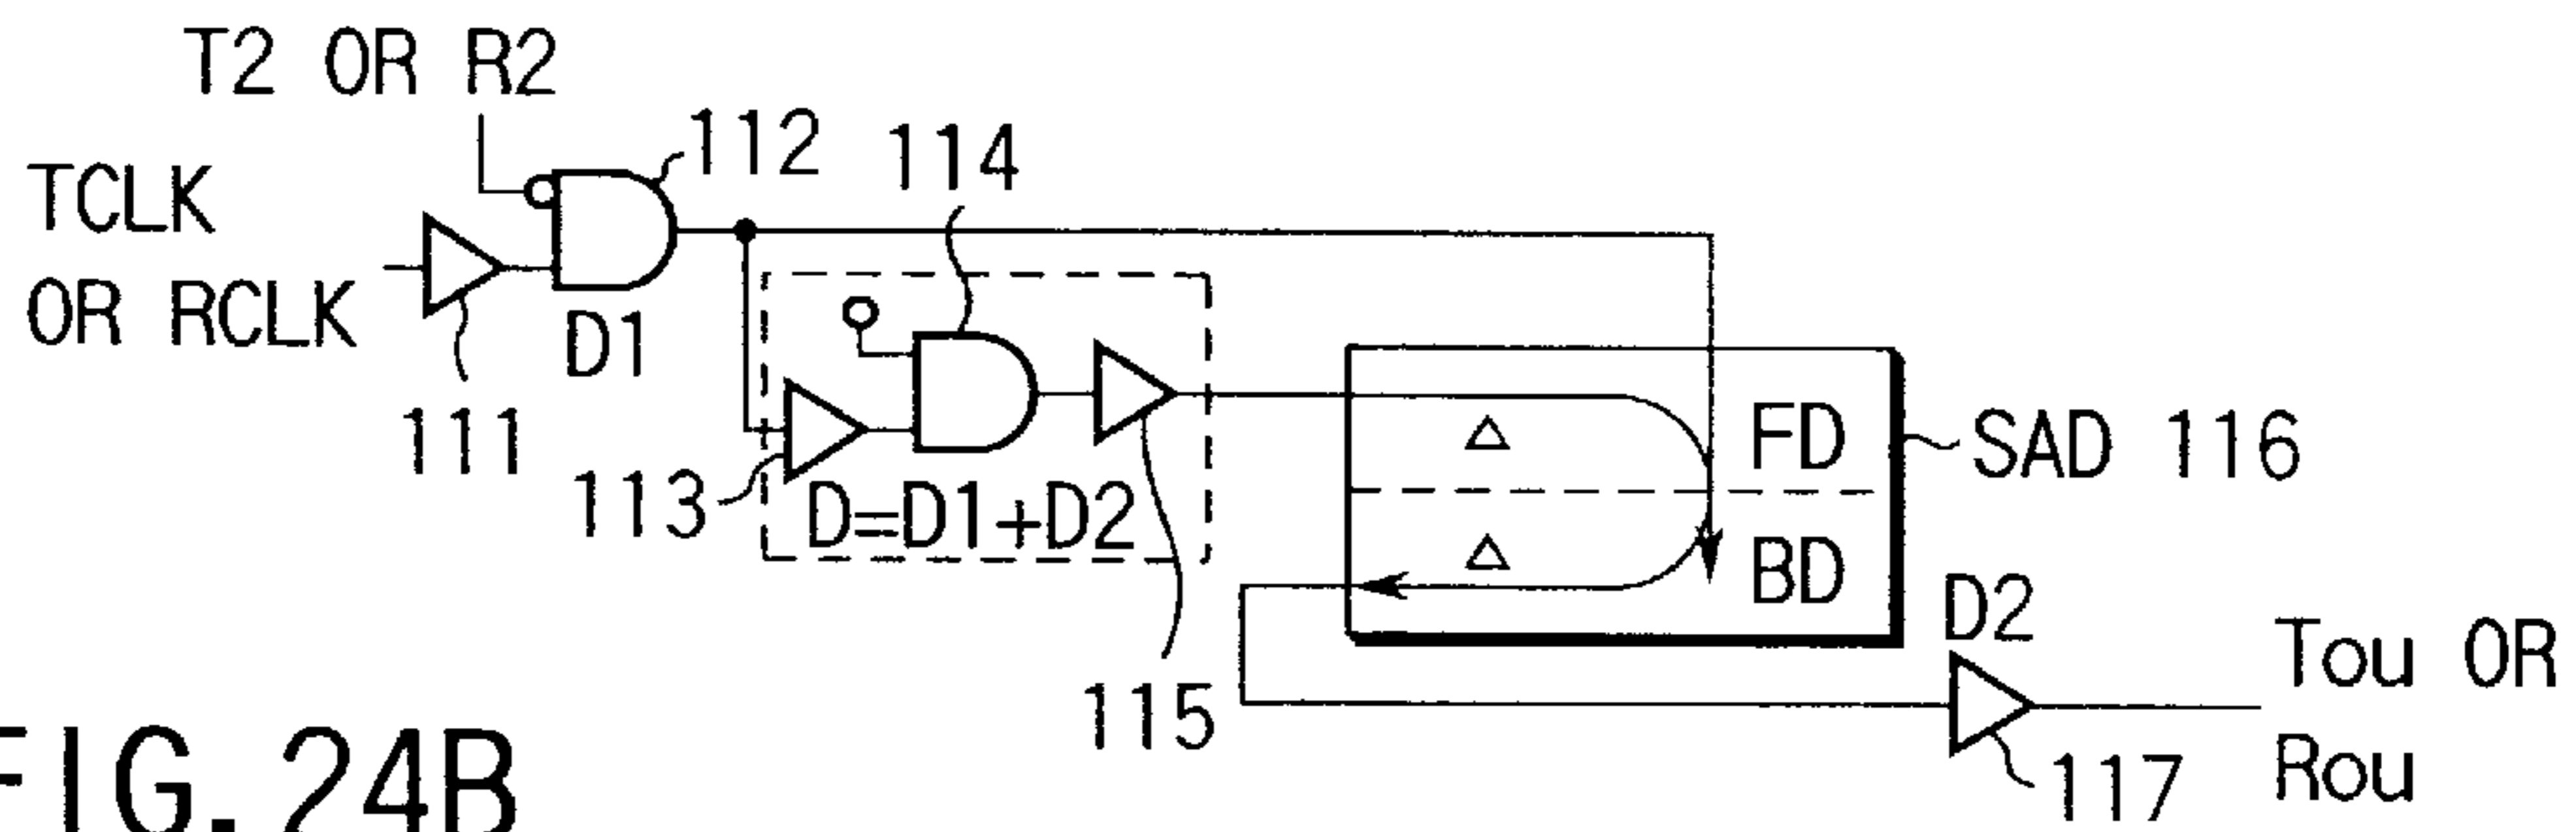 T2 OR R2
TCLK
OR RCLK
111
112
D1
113
114
D=D1+D2
115
△
△
FD
BD
SAD 116
D2
117
Tou OR
Rou
FIG. 24B